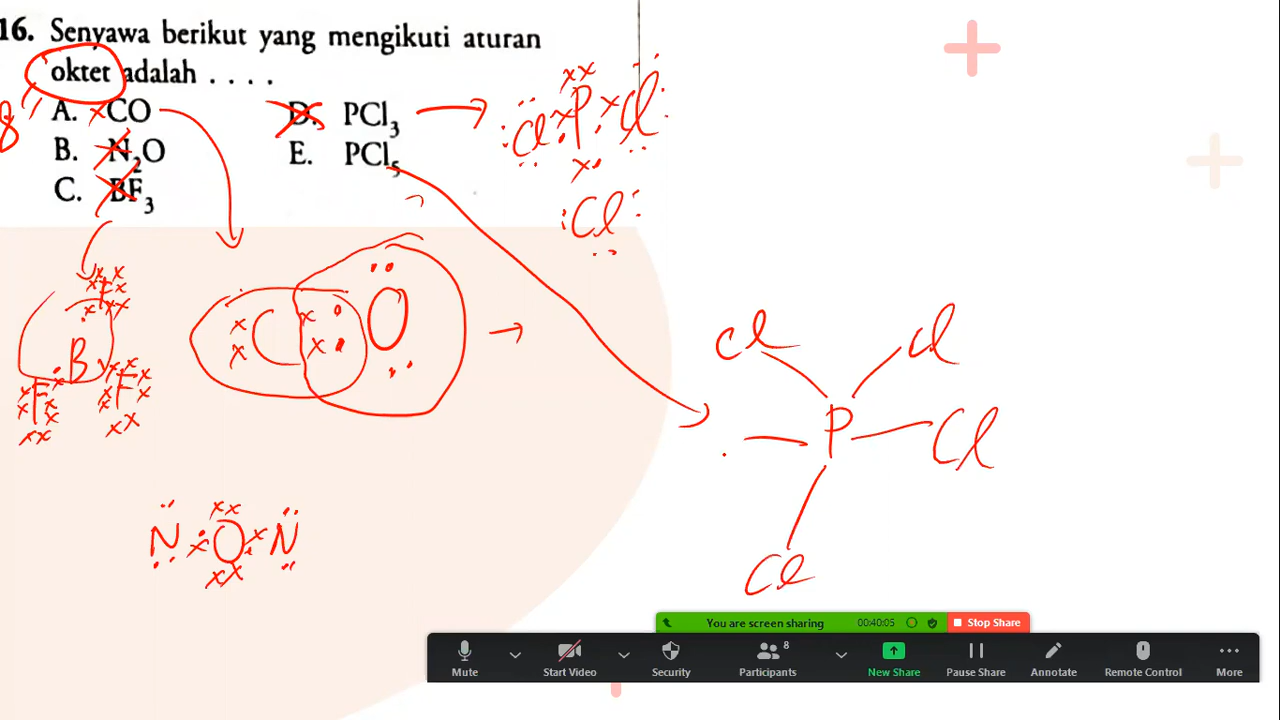 16. Senyawa berikut yang mengikuti aturan
oktet adalah . . . .
8
A. CO
D. PCl₃
B. N₂O
E. PCl₅
C. BF₃
Cl P Cl
Cl
F
B
F F
C O
Cl Cl
P Cl
Cl
N O N
You are screen sharing 00:40:05 Stop Share
8
Mute Start Video Security Participants New Share Pause Share Annotate Remote Control More